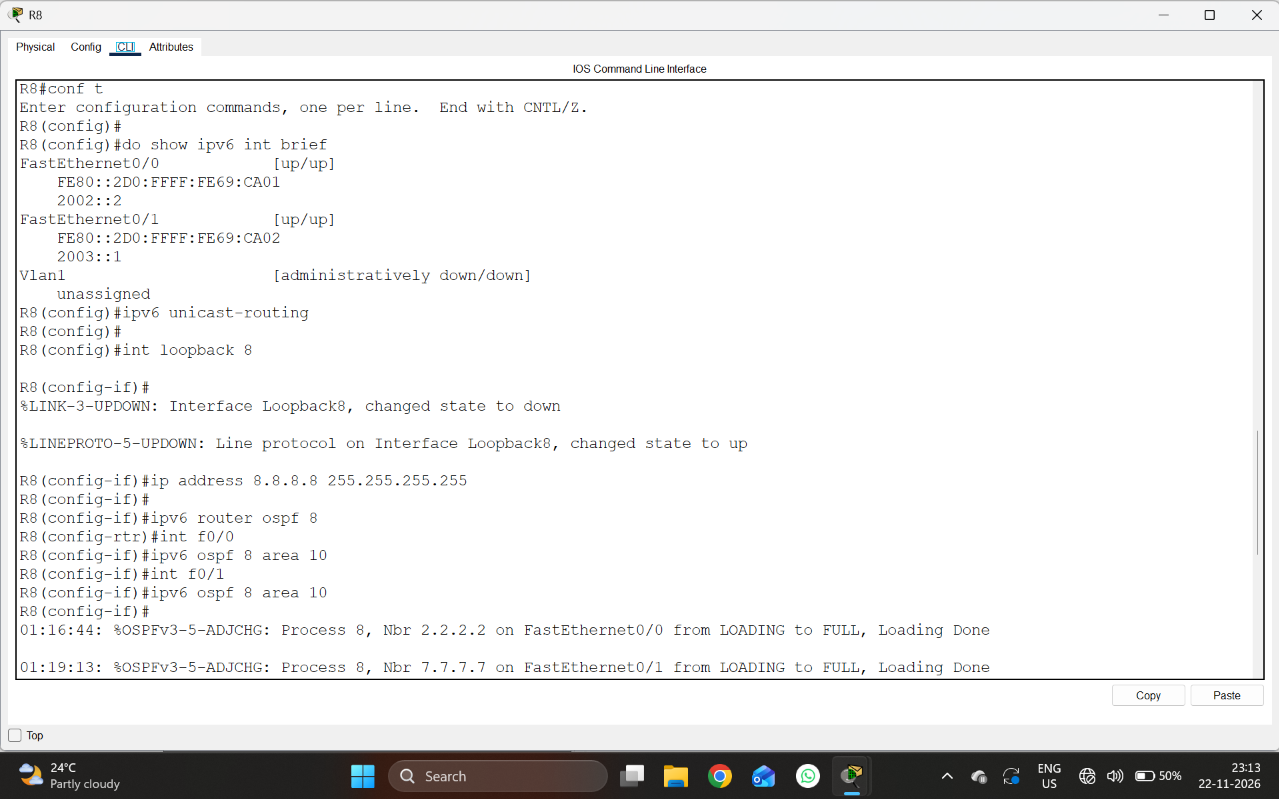 R8
Physical Config CLI Attributes
IOS Command Line Interface
R8#conf t
Enter configuration commands, one per line.  End with CNTL/Z.
R8(config)#
R8(config)#do show ipv6 int brief
FastEthernet0/0            [up/up]
    FE80::2D0:FFFF:FE69:CA01
    2002::2
FastEthernet0/1            [up/up]
    FE80::2D0:FFFF:FE69:CA02
    2003::1
Vlan1                      [administratively down/down]
    unassigned
R8(config)#ipv6 unicast-routing
R8(config)#
R8(config)#int loopback 8
R8(config-if)#
%LINK-3-UPDOWN: Interface Loopback8, changed state to down
%LINEPROTO-5-UPDOWN: Line protocol on Interface Loopback8, changed state to up
R8(config-if)#ip address 8.8.8.8 255.255.255.255
R8(config-if)#
R8(config-if)#ipv6 router ospf 8
R8(config-rtr)#int f0/0
R8(config-if)#ipv6 ospf 8 area 10
R8(config-if)#int f0/1
R8(config-if)#ipv6 ospf 8 area 10
R8(config-if)#
01:16:44: %OSPFv3-5-ADJCHG: Process 8, Nbr 2.2.2.2 on FastEthernet0/0 from LOADING to FULL, Loading Done
01:19:13: %OSPFv3-5-ADJCHG: Process 8, Nbr 7.7.7.7 on FastEthernet0/1 from LOADING to FULL, Loading Done
Copy Paste
Top
24°C
Partly cloudy
Search
ENG
US
50%
23:13
22-11-2026